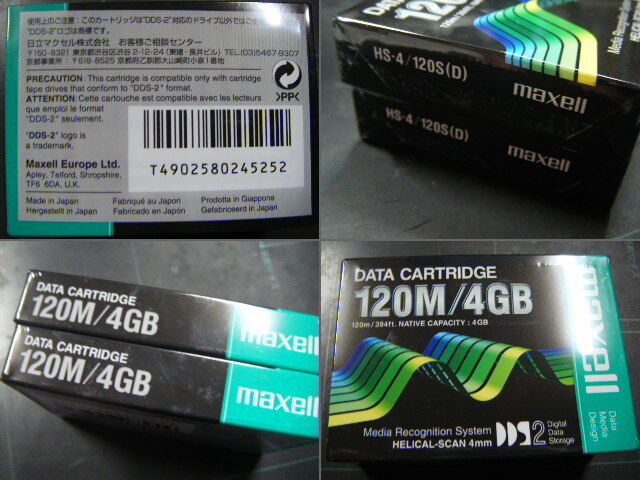 使用上のご注意：このカートリッジは"DDS-2"対応のドライブ以外では
"DDS-2"ロゴは商標です。
日立マクセル株式会社 お客様ご相談センター
〒150-8321 東京都渋谷区渋谷2-12-24（東建・長井ビル）TEL(03)5467-9307
京都事業所：〒618-8525 京都府乙訓郡大山崎町小泉1番地
PRECAUTION: This cartridge is compatible only with cartridge
tape drives that conform to "DDS-2" format.
ATTENTION: Cette cartouche est compatible avec les lecteurs
que emploi le format
"DDS-2" seulement.
"DDS-2" logo is
a trademark.
Maxell Europe Ltd.
Apley, Telford, Shropshire,
TF6 6DA, U.K.
PP
T4902580245252
Made in Japan Fabriqué au Japon Prodotta in Giappona
Hergestellt in Japan Fabricado en Japón Gefabriceerd in Japan
120M
Media Recognition
HELICAL
HS-4/120S(D)
maxell
HS-4/120S(D)
maxell
DATA CARTRIDGE
120M/4GB
maxell
DATA CARTRIDGE
120M/4GB
maxell
DATA CARTRIDGE
120M/4GB
120m/394ft. NATIVE CAPACITY : 4GB
maxell
Data
Media
Design
Media Recognition System
HELICAL-SCAN 4mm
DDS2
Digital
Data
Storage